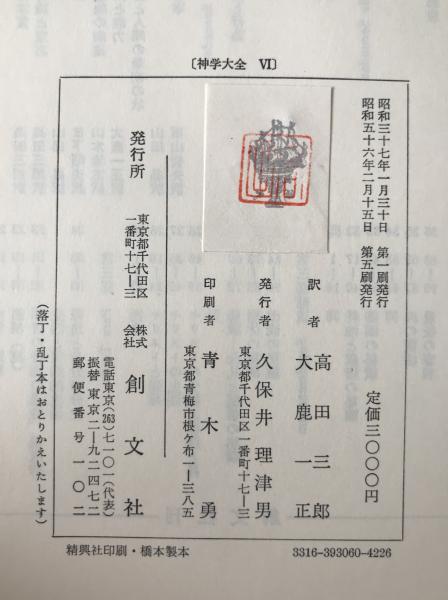 〔神学大全 Ⅵ〕
昭和三十七年一月三十日 第一刷発行
昭和五十六年二月十五日 第五刷発行
定価三〇〇〇円
訳者 高田三郎
大鹿一正
発行者 久保井理津男
東京都千代田区一番町十七―三
印刷者 青木勇
東京都青梅市根ケ布一―三八五
発行所 東京都千代田区
一番町十七―三
株式会社 創文社
電話東京(263)七一〇一(代表)
振替東京二―九二四七二
郵便番号一〇二
(落丁・乱丁本はおとりかえいたします)
精興社印刷・橋本製本
3316-393060-4226